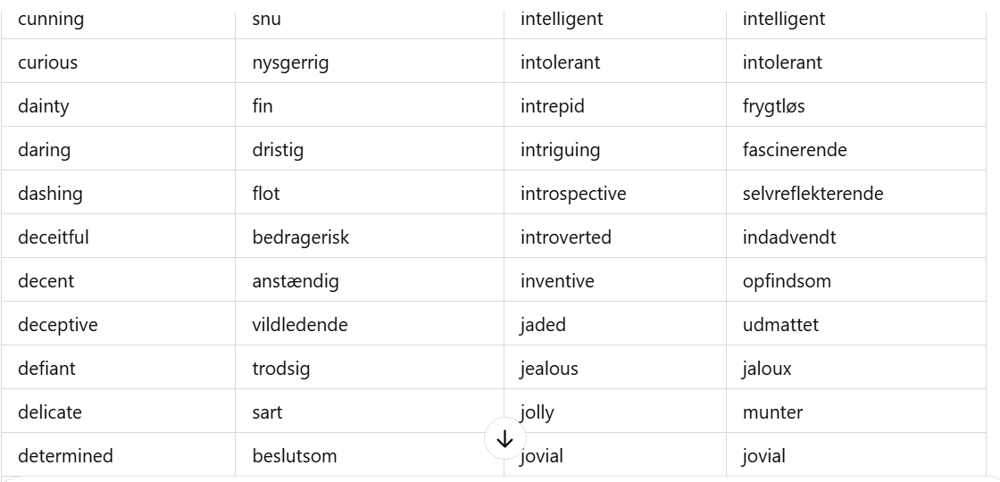 cunning snu intelligent intelligent
curious nysgerrig intolerant intolerant
dainty fin intrepid frygtløs
daring dristig intriguing fascinerende
dashing flot introspective selvreflekterende
deceitful bedragerisk introverted indadvendt
decent anstændig inventive opfindsom
deceptive vildledende jaded udmattet
defiant trodsig jealous jaloux
delicate sart jolly munter
determined beslutsom jovial jovial